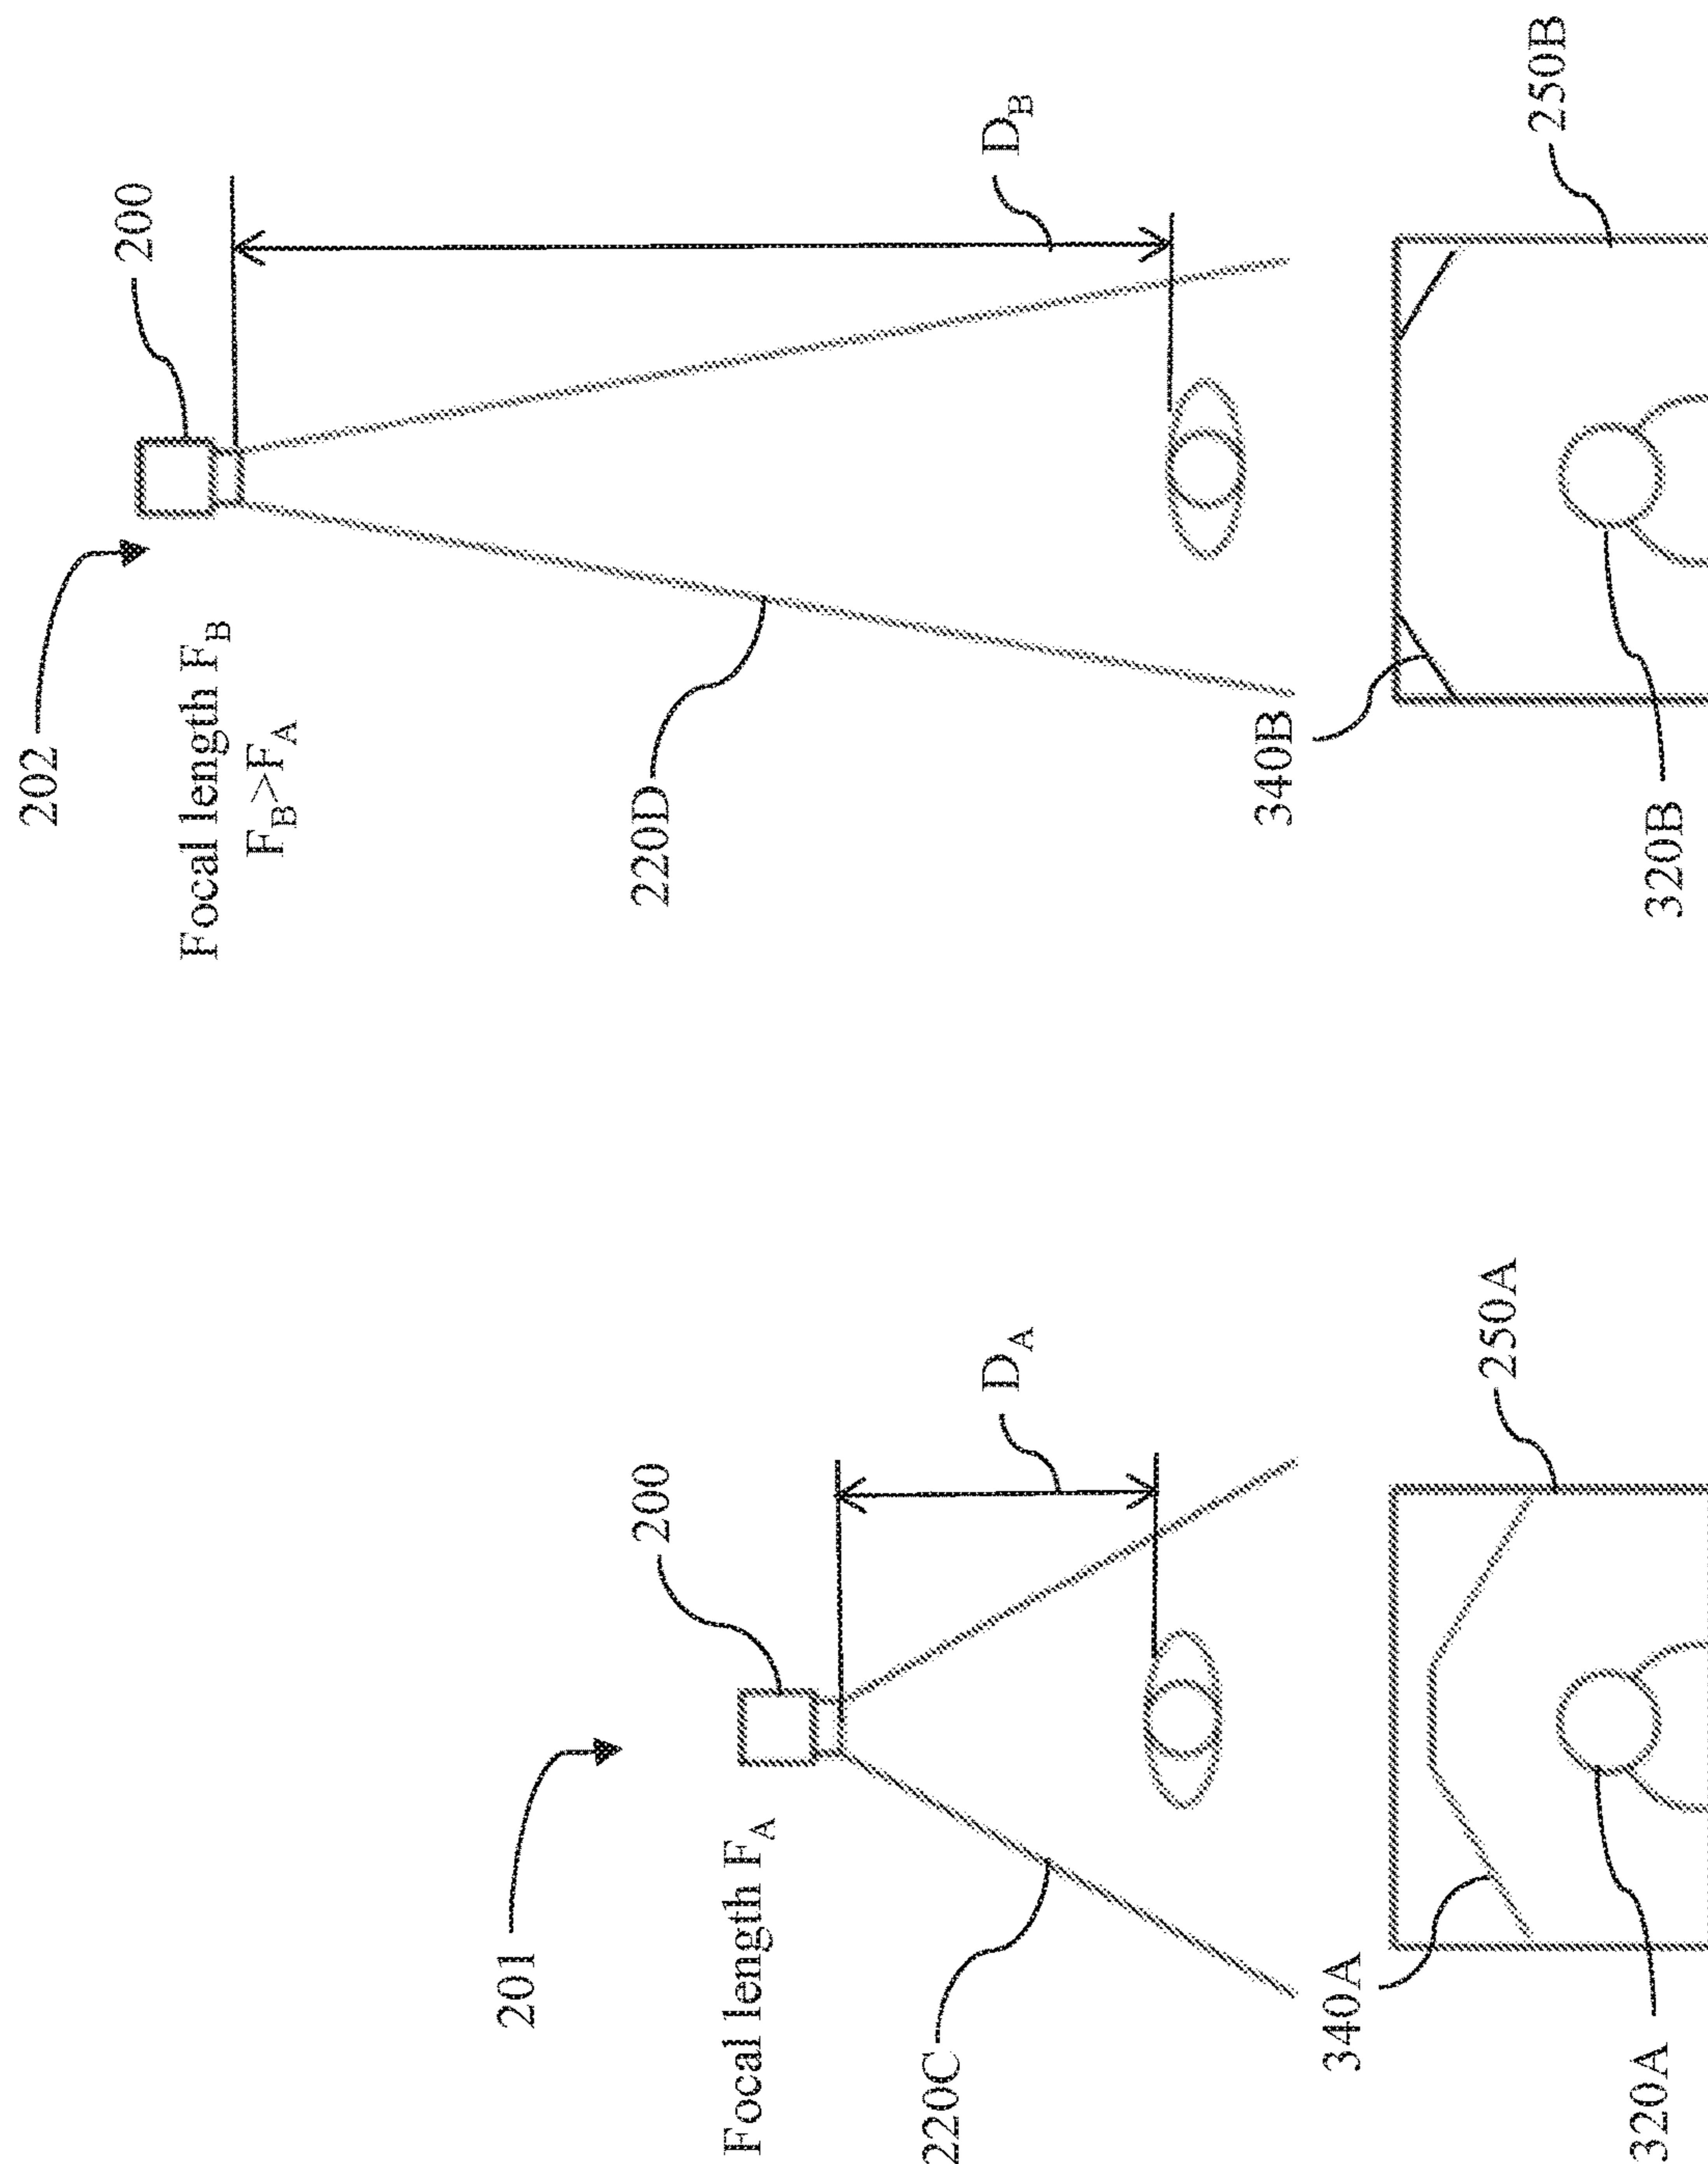 202
200
Focal length F_B
F_B>F_A
D_B
220D
340B
250B
320B
201
200
Focal length F_A
D_A
220C
340A
250A
320A